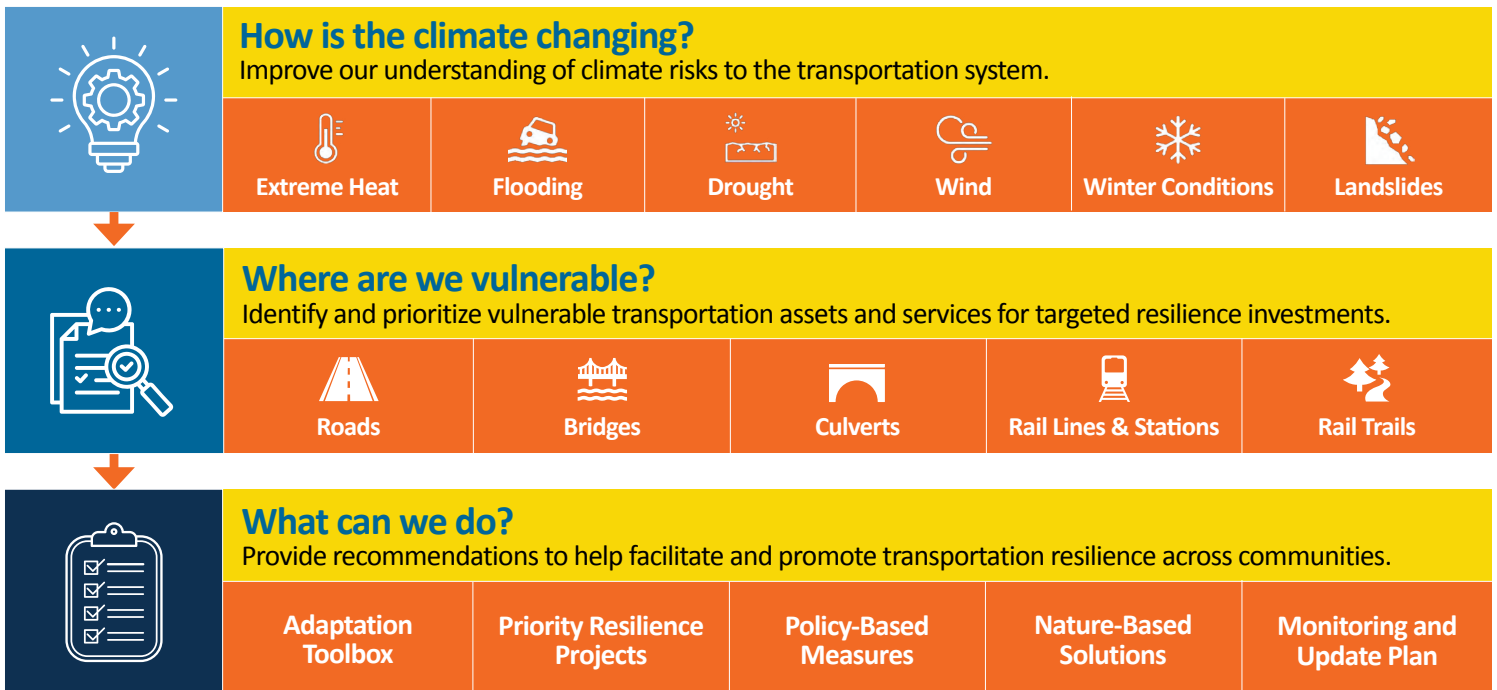 How is the climate changing?
Improve our understanding of climate risks to the transportation system.
Extreme Heat
Flooding
Drought
Wind
Winter Conditions
Landslides
Where are we vulnerable?
Identify and prioritize vulnerable transportation assets and services for targeted resilience investments.
Roads
Bridges
Culverts
Rail Lines & Stations
Rail Trails
What can we do?
Provide recommendations to help facilitate and promote transportation resilience across communities.
Adaptation
Toolbox
Priority Resilience
Projects
Policy-Based
Measures
Nature-Based
Solutions
Monitoring and
Update Plan